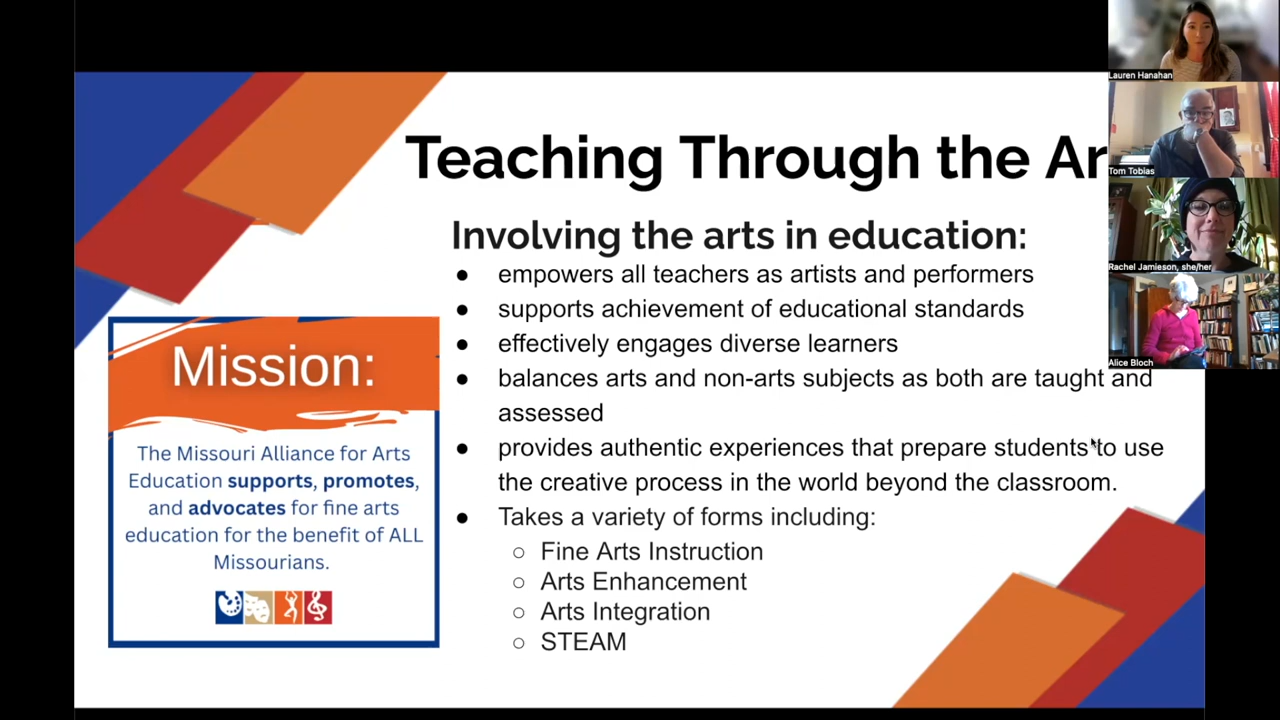 Teaching Through the Ar
Involving the arts in education:
● empowers all teachers as artists and performers
● supports achievement of educational standards
● effectively engages diverse learners
● balances arts and non-arts subjects as both are taught and
assessed
● provides authentic experiences that prepare students to use
the creative process in the world beyond the classroom.
● Takes a variety of forms including:
○ Fine Arts Instruction
○ Arts Enhancement
○ Arts Integration
○ STEAM
Mission:
The Missouri Alliance for Arts
Education supports, promotes,
and advocates for fine arts
education for the benefit of ALL
Missourians.
Lauren Hanahan
Tom Tobias
Rachel Jamieson, she/her
Alice Bloch